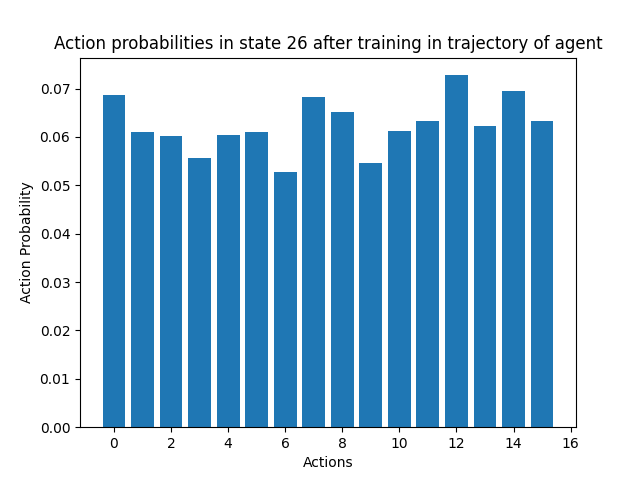 Action probabilities in state 26 after training in trajectory of agent
0.07
0.06
0.05
0.04
0.03
0.02
0.01
0.00
Action Probability
0 2 4 6 8 10 12 14 16
Actions